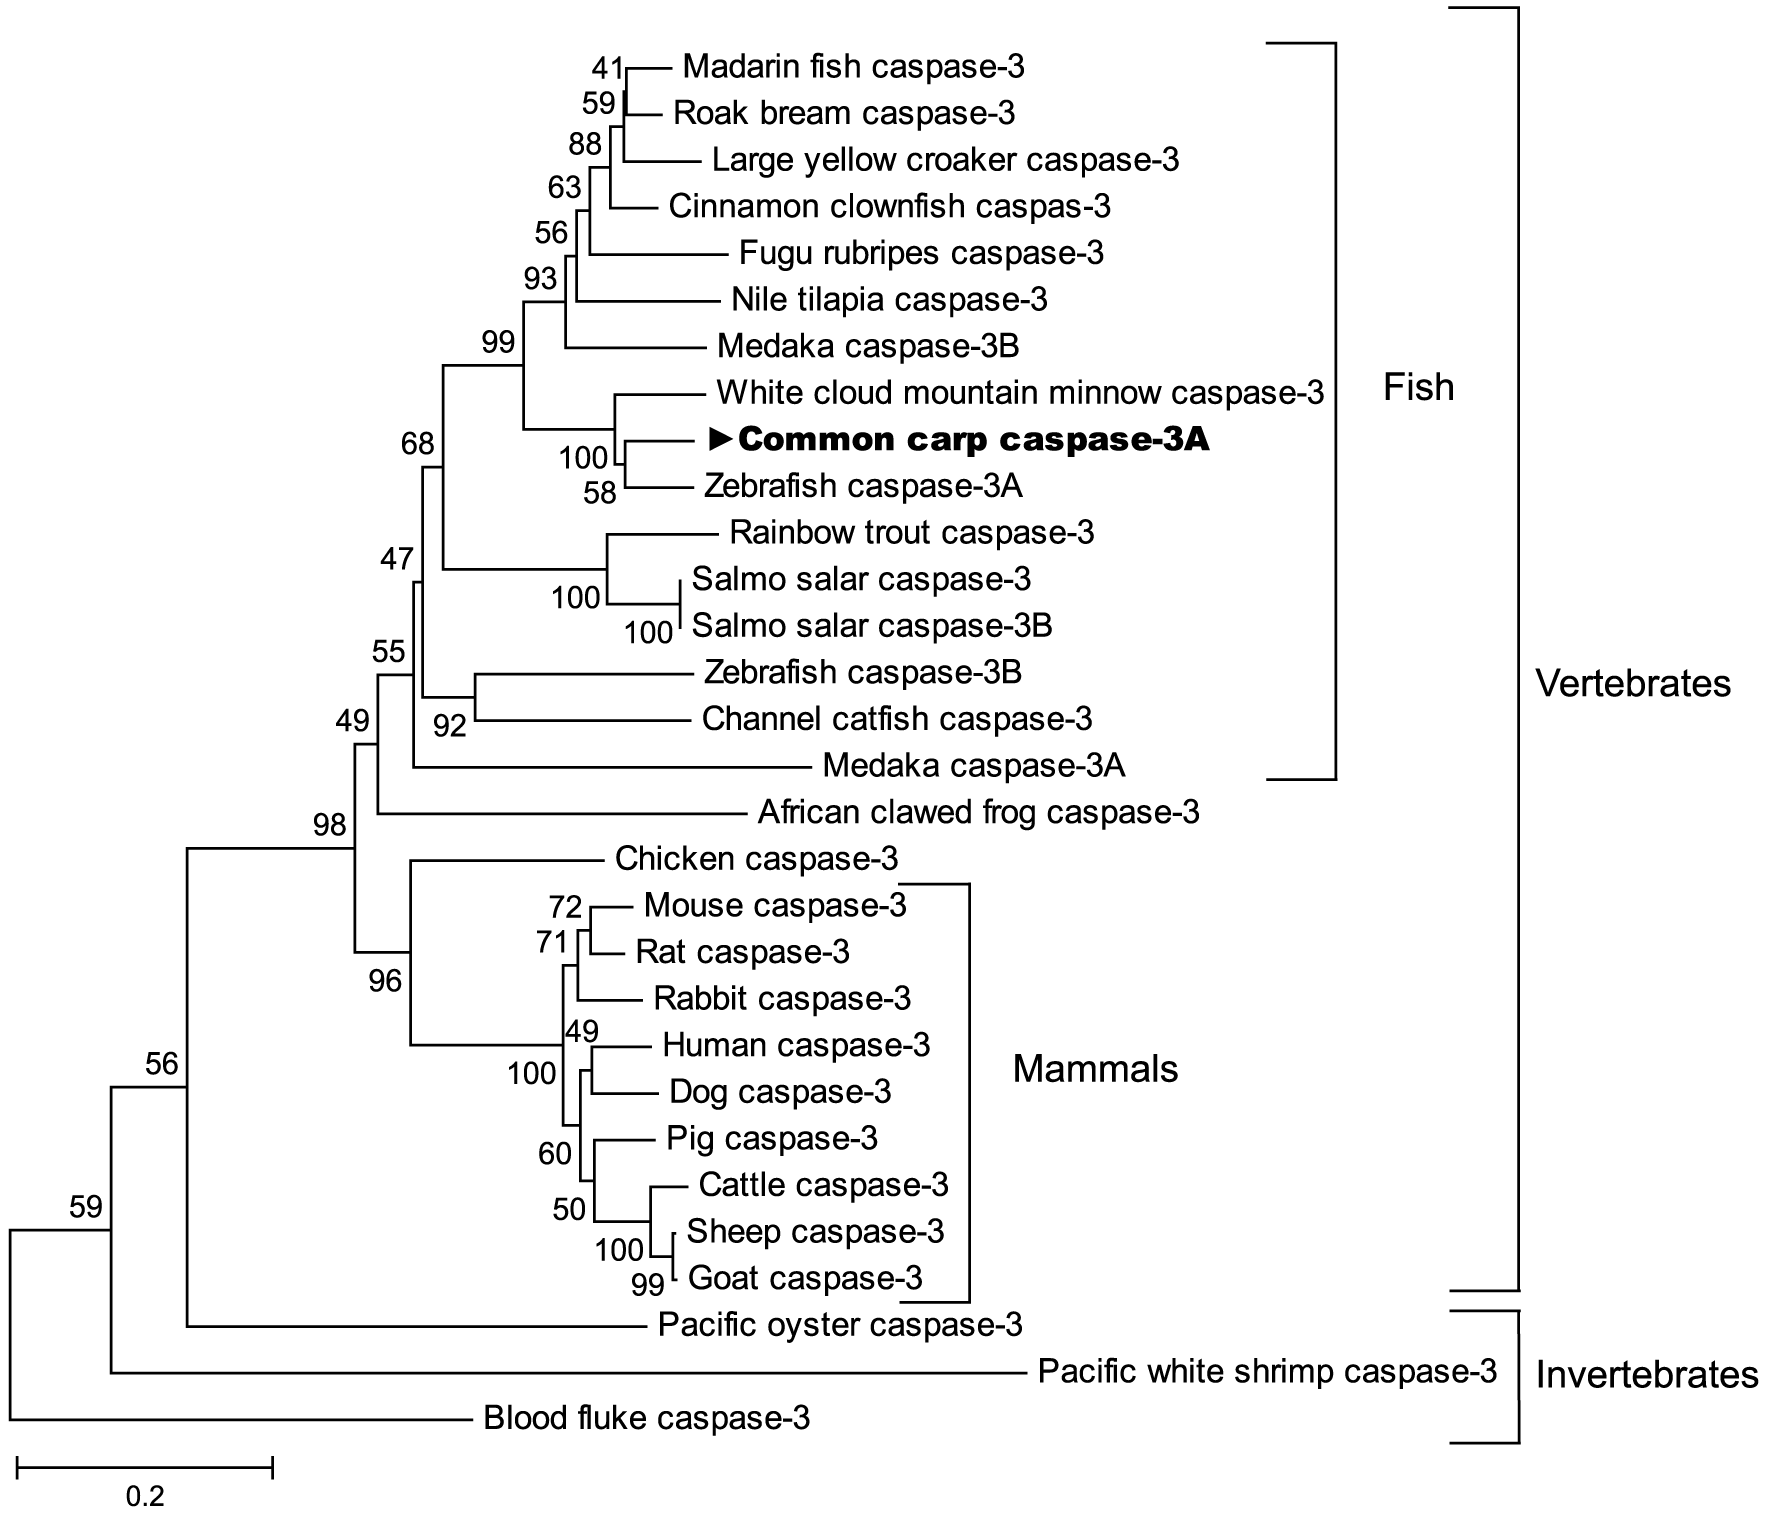 41
Madarin fish caspase-3
59
Roak bream caspase-3
88
Large yellow croaker caspase-3
63
Cinnamon clownfish caspas-3
56
Fugu rubripes caspase-3
93
Nile tilapia caspase-3
99
Medaka caspase-3B
White cloud mountain minnow caspase-3
Fish
68
►Common carp caspase-3A
100
Zebrafish caspase-3A
58
Rainbow trout caspase-3
47
Salmo salar caspase-3
100
Salmo salar caspase-3B
100
55
Zebrafish caspase-3B
Vertebrates
49
Channel catfish caspase-3
92
Medaka caspase-3A
African clawed frog caspase-3
98
Chicken caspase-3
72
Mouse caspase-3
71
Rat caspase-3
96
Rabbit caspase-3
49
Human caspase-3
56
100
Mammals
Dog caspase-3
Pig caspase-3
60
Cattle caspase-3
59
50
Sheep caspase-3
100
Goat caspase-3
99
Pacific oyster caspase-3
Pacific white shrimp caspase-3
Invertebrates
Blood fluke caspase-3
0.2